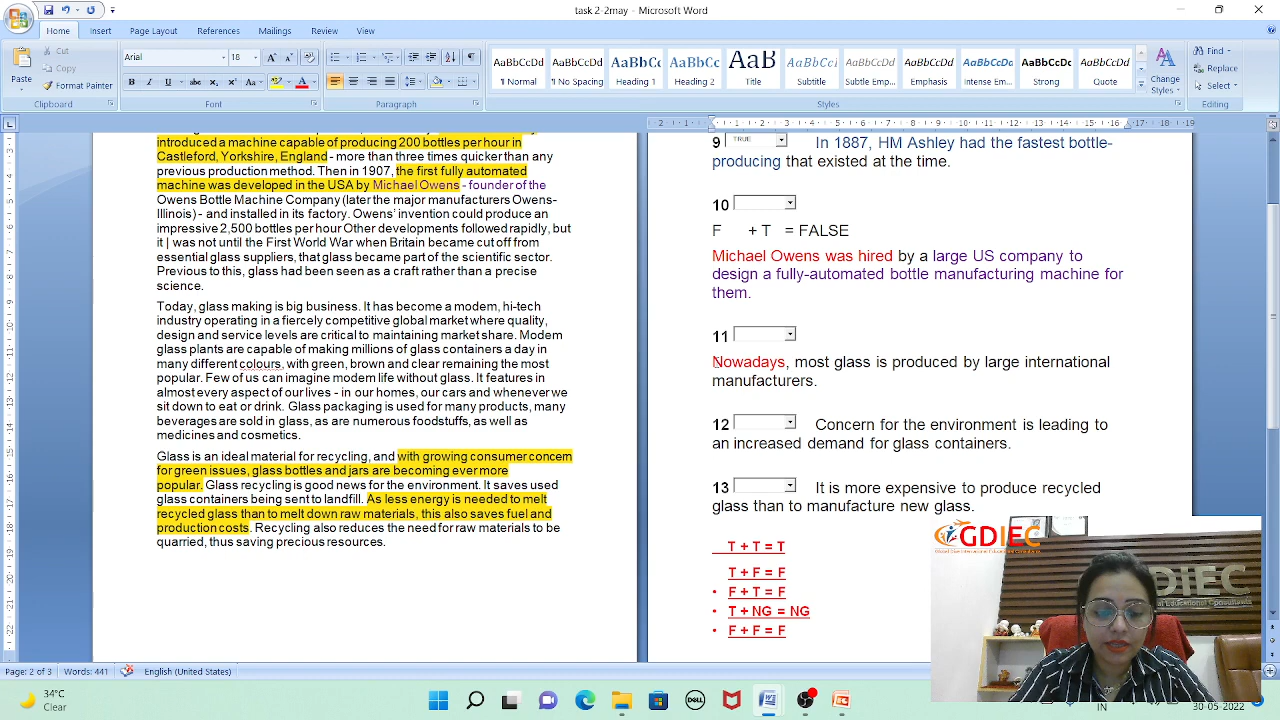 task 2-2may - Microsoft Word
Home Insert Page Layout References Mailings Review View
Cut
Copy
Format Painter
Paste
Clipboard
Arial 18
Font
Paragraph
AaBbCcDd AaBbCcDd AaBbCc AaBbCc AaB AaBbCcI AaBbCcDd AaBbCcDd AaBbCcDa AaBbCcDc AaBbCcDd
¶ Normal ¶ No Spacing Heading 1 Heading 2 Title Subtitle Subtle Emp... Emphasis Intense Em... Strong Quote
Styles
Change
Styles
Find
Replace
Select
Editing
introduced a machine capable of producing 200 bottles per hour in
Castleford, Yorkshire, England - more than three times quicker than any
previous production method. Then in 1907, the first fully automated
machine was developed in the USA by Michael Owens - founder of the
Owens Bottle Machine Company (later the major manufacturers Owens-
Illinois) - and installed in its factory. Owens' invention could produce an
impressive 2,500 bottles per hour Other developments followed rapidly, but
it | was not until the First World War when Britain became cut off from
essential glass suppliers, that glass became part of the scientific sector.
Previous to this, glass had been seen as a craft rather than a precise
science.
Today, glass making is big business. It has become a modem, hi-tech
industry operating in a fiercely competitive global market where quality,
design and service levels are critical to maintaining market share. Modem
glass plants are capable of making millions of glass containers a day in
many different colours, with green, brown and clear remaining the most
popular. Few of us can imagine modem life without glass. It features in
almost every aspect of our lives - in our homes, our cars and whenever we
sit down to eat or drink. Glass packaging is used for many products, many
beverages are sold in glass, as are numerous foodstuffs, as well as
medicines and cosmetics.
Glass is an ideal material for recycling, and with growing consumer concern
for green issues, glass bottles and jars are becoming ever more
popular. Glass recycling is good news for the environment. It saves used
glass containers being sent to landfill. As less energy is needed to melt
recycled glass than to melt down raw materials, this also saves fuel and
production costs. Recycling also reduces the need for raw materials to be
quarried, thus saving precious resources.
9 TRUE In 1887, HM Ashley had the fastest bottle-
producing that existed at the time.
10
F + T = FALSE
Michael Owens was hired by a large US company to
design a fully-automated bottle manufacturing machine for
them.
11
Nowadays, most glass is produced by large international
manufacturers.
12 Concern for the environment is leading to
an increased demand for glass containers.
13 It is more expensive to produce recycled
glass than to manufacture new glass.
T + T = T
T + F = F
• F + T = F
• T + NG = NG
• F + F = F
GDIEC
Page: 2 of 3 Words: 441 English (United States)
34°C
Clear
IN
30-05-2022